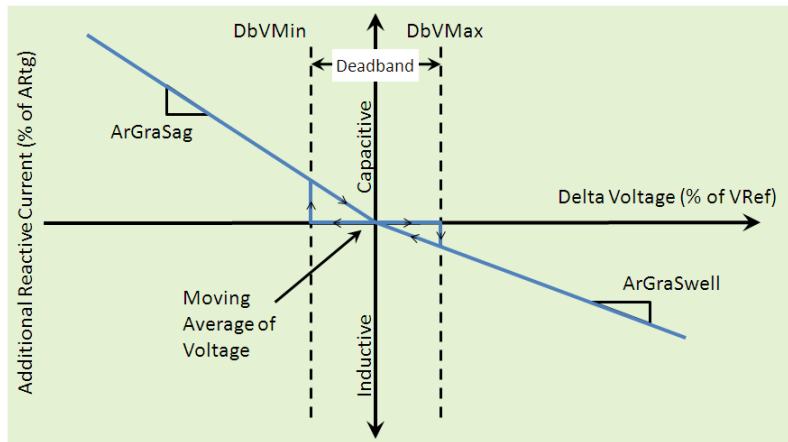 DbVMin
DbVMax
Deadband
ArGraSag
Capacitive
Additional Reactive Current (% of ARtg)
Delta Voltage (% of VRef)
Moving
Average of
Voltage
ArGraSwell
Inductive